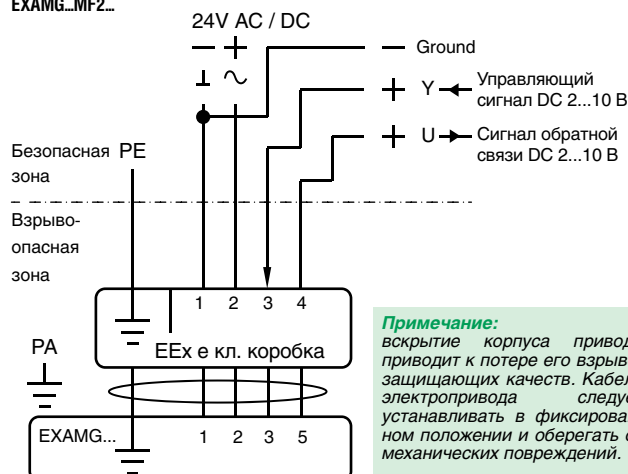 EXAMG...MF2...
24V AC / DC
− +
⊥ ~
− Ground
+ Y Управляющий
сигнал DC 2...10 В
+ U Сигнал обратной
связи DC 2...10 В
Безопасная PE
зона
Взрыво-
опасная
зона
1 2 3 4
EEx e кл. коробка
PA
EXAMG...
1 2 3 5
Примечание:
вскрытие корпуса
приводит к потере его
защищающих качеств.
электропривода
устанавливать в
ном положении и оберегать
механических повреждений.